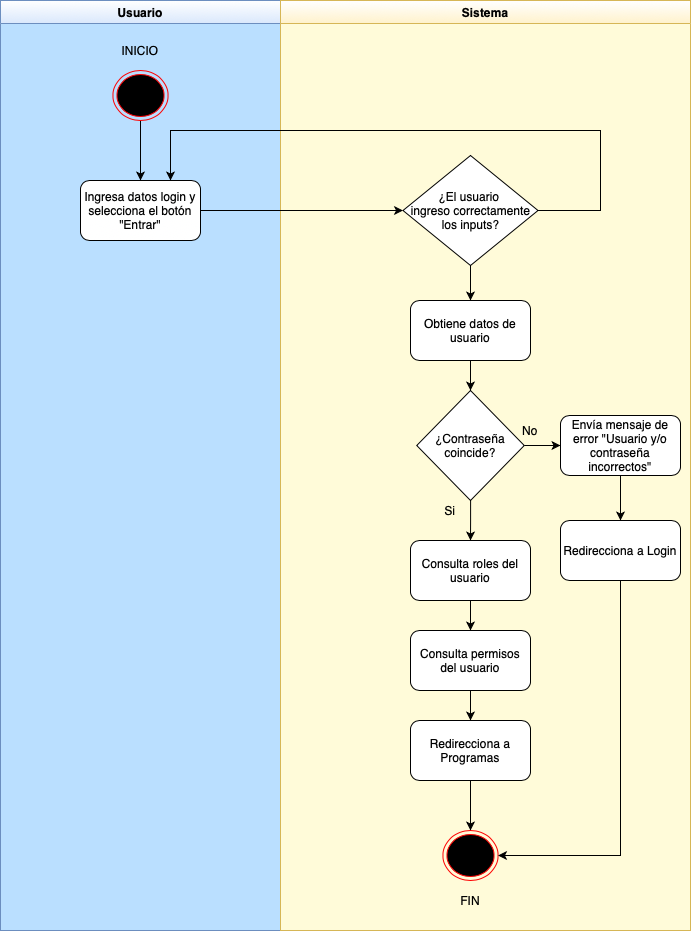 Usuario
Sistema
INICIO
Ingresa datos login y
selecciona el botón
"Entrar"
¿El usuario
ingreso correctamente
los inputs?
Obtiene datos de
usuario
¿Contraseña
coincide?
No
Envía mensaje de
error "Usuario y/o
contraseña
incorrectos"
Si
Redirecciona a Login
Consulta roles del
usuario
Consulta permisos
del usuario
Redirecciona a
Programas
FIN